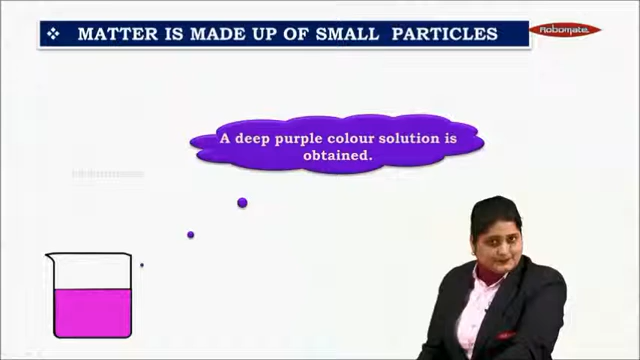 ❖ MATTER IS MADE UP OF SMALL PARTICLES
Robomate
A deep purple colour solution is
obtained.